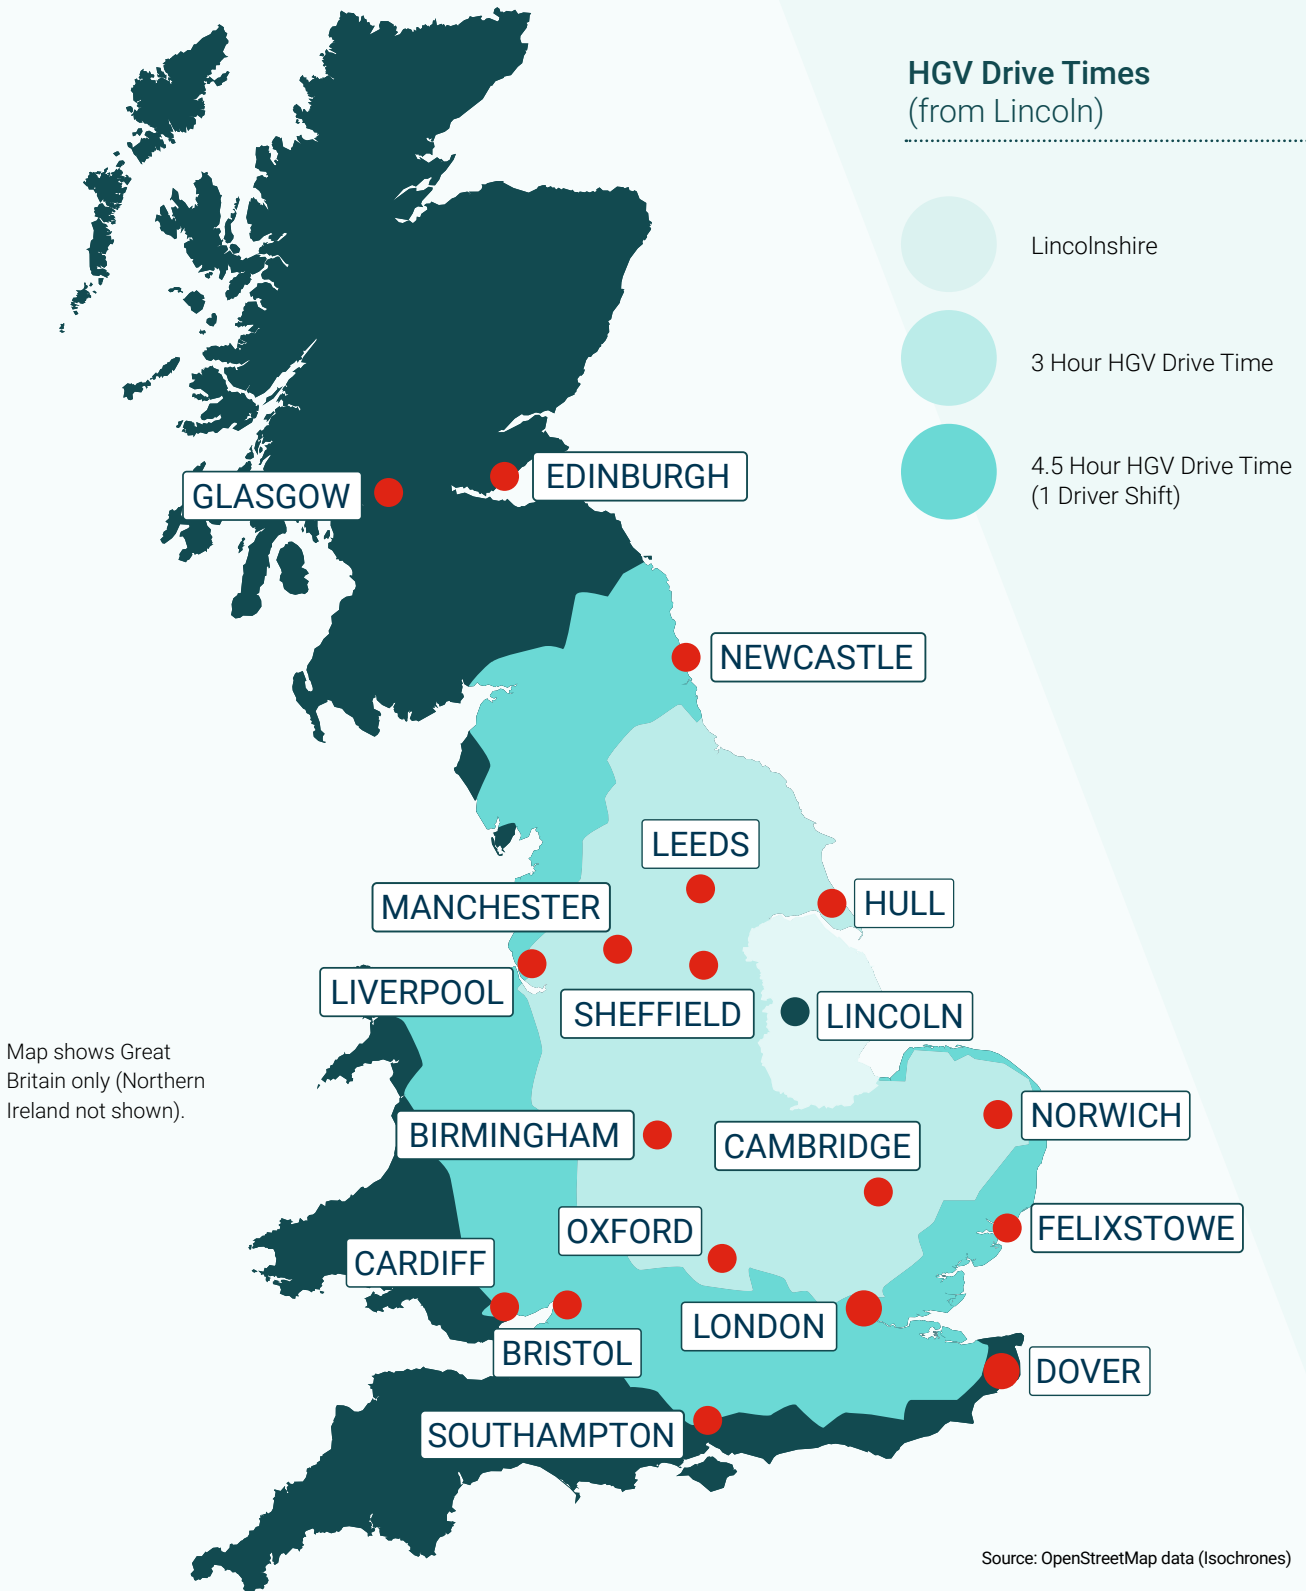 HGV Drive Times
(from Lincoln)
Lincolnshire
3 Hour HGV Drive Time
4.5 Hour HGV Drive Time
(1 Driver Shift)
EDINBURGH
GLASGOW
NEWCASTLE
LEEDS
MANCHESTER
HULL
LIVERPOOL
SHEFFIELD
LINCOLN
Map shows Great
Britain only (Northern
Ireland not shown).
NORWICH
BIRMINGHAM
CAMBRIDGE
OXFORD
FELIXSTOWE
CARDIFF
LONDON
BRISTOL
DOVER
SOUTHAMPTON
Source: OpenStreetMap data (Isochrones)